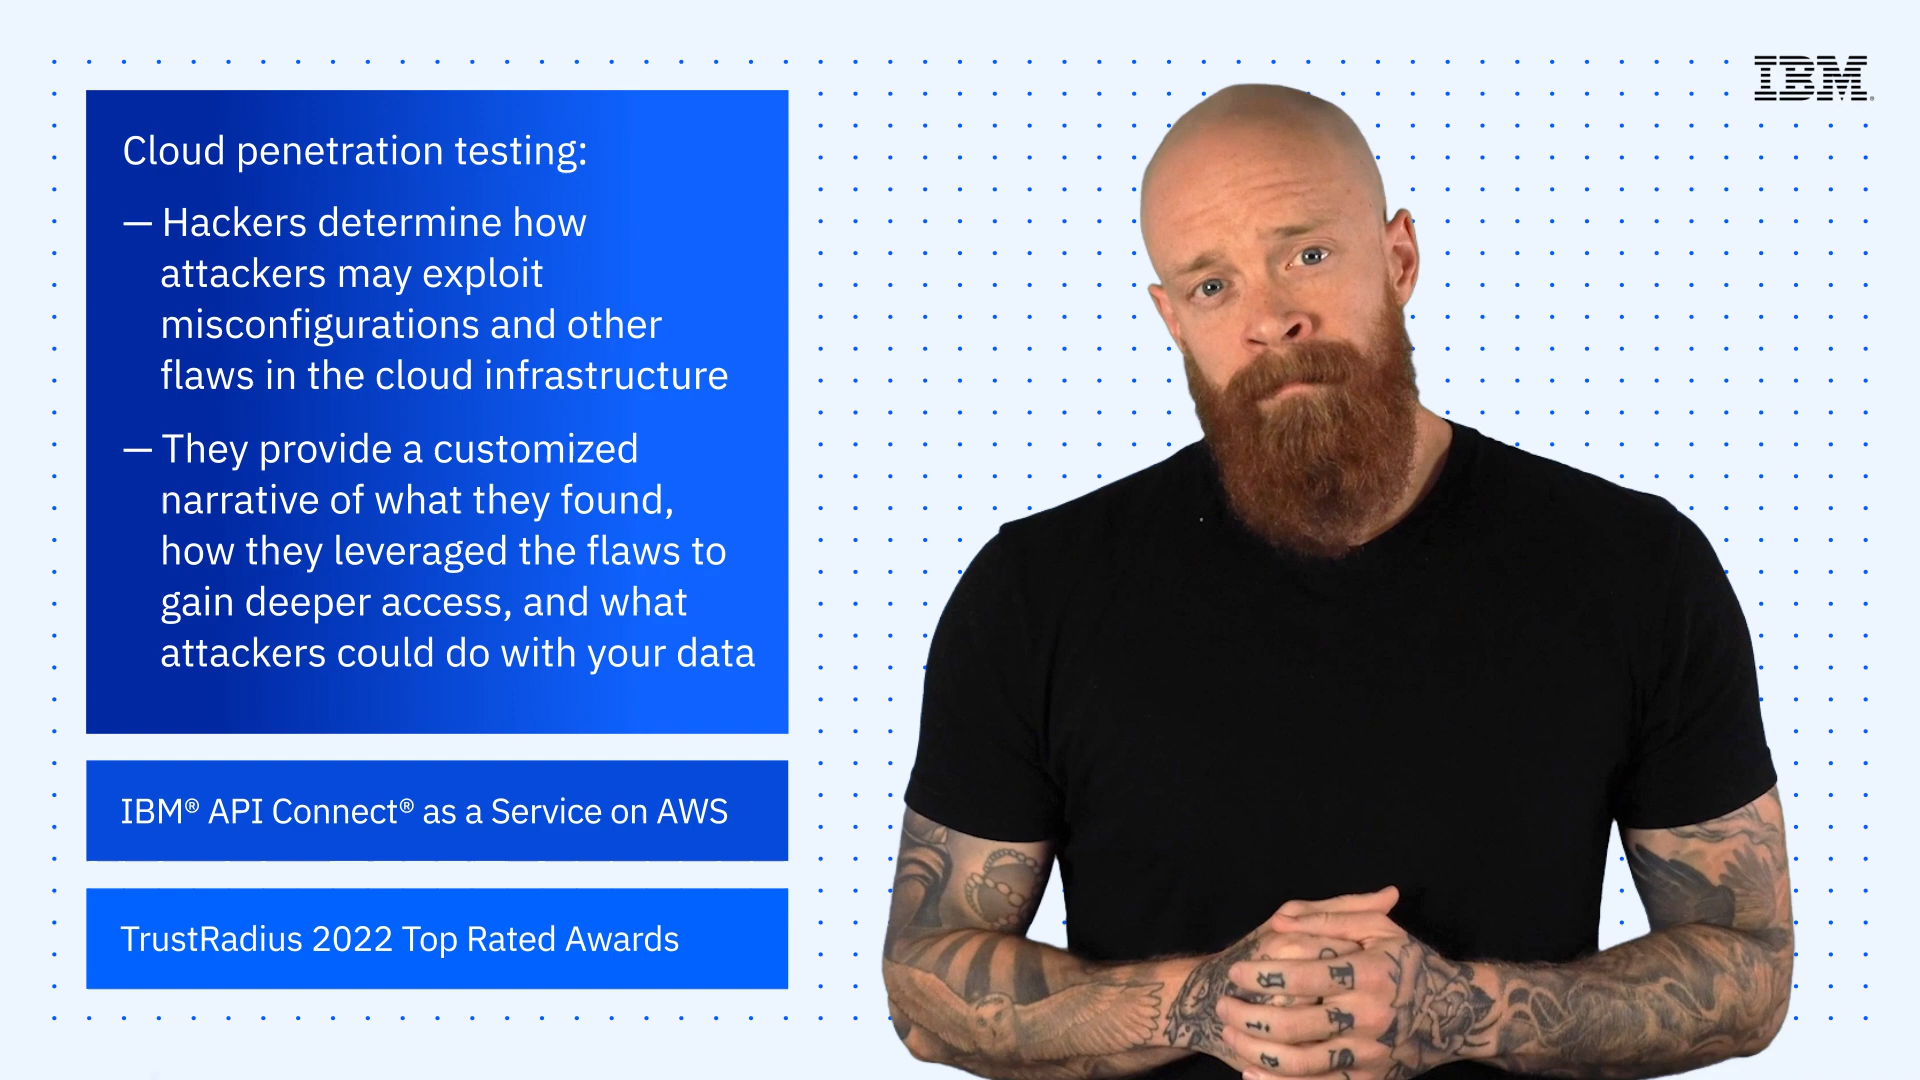 IBM®
Cloud penetration testing:
— Hackers determine how
attackers may exploit
misconfigurations and other
flaws in the cloud infrastructure
— They provide a customized
narrative of what they found,
how they leveraged the flaws to
gain deeper access, and what
attackers could do with your data
IBM® API Connect® as a Service on AWS
TrustRadius 2022 Top Rated Awards